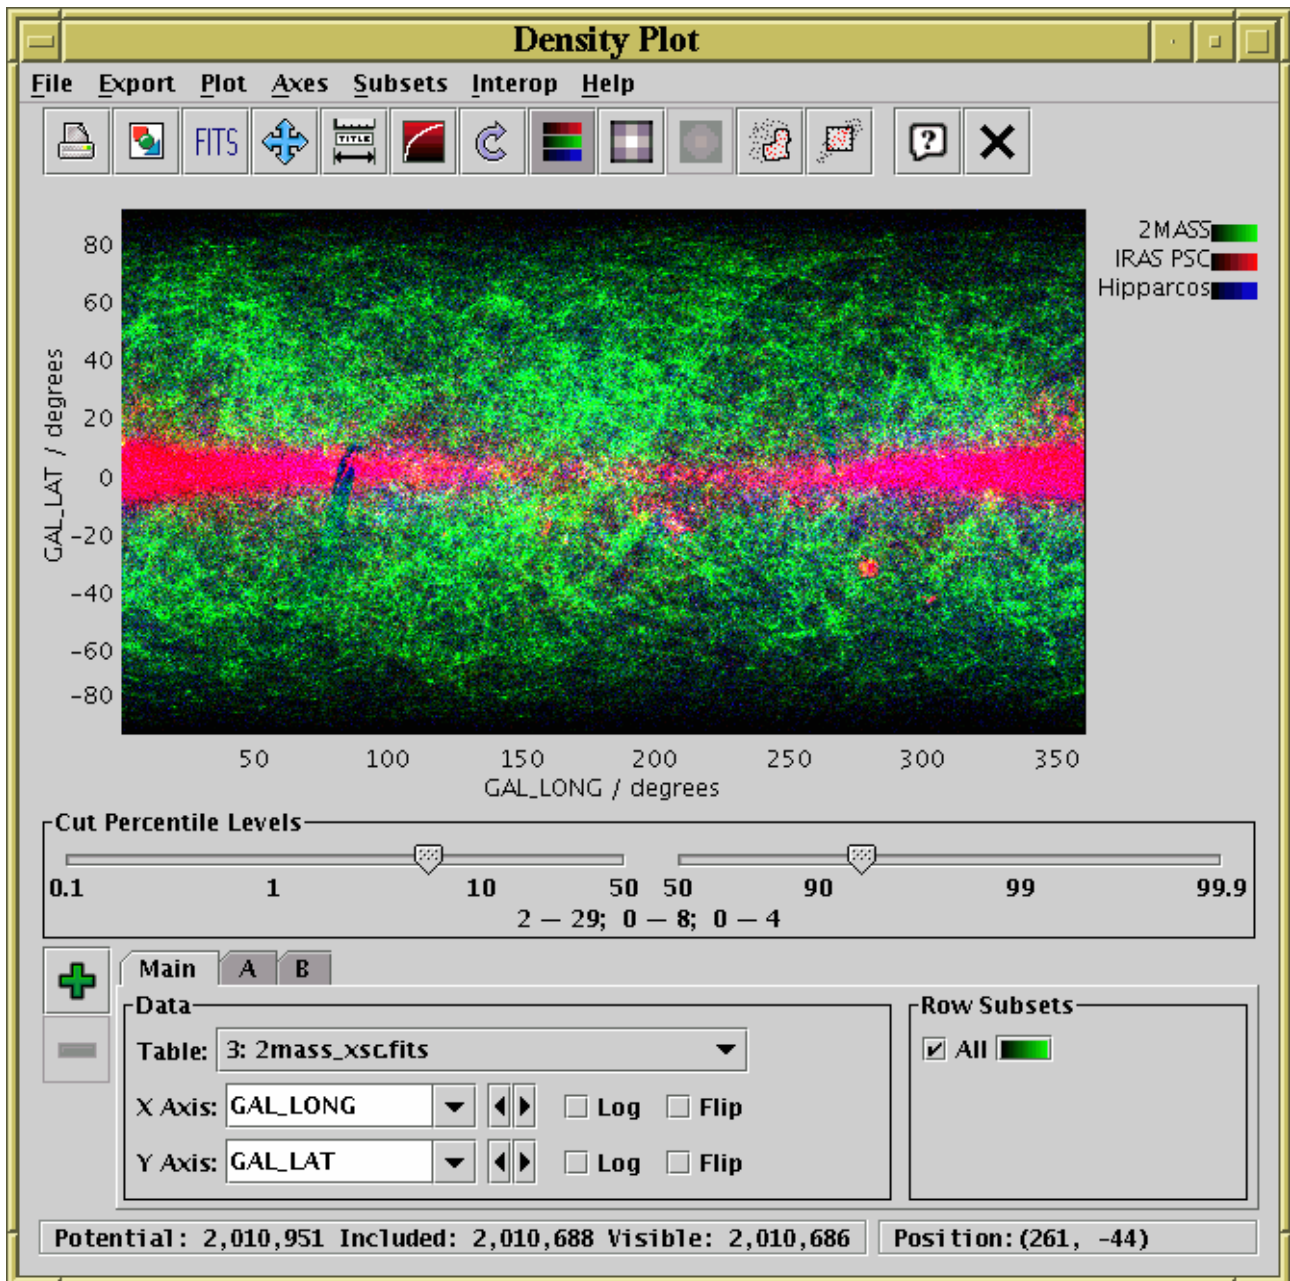 Density Plot
File Export Plot Axes Subsets Interop Help
FITS TITLE ?
2MASS
IRAS PSC
Hipparcos
80
60
40
20
0
-20
-40
-60
-80
GAL_LAT / degrees
50 100 150 200 250 300 350
GAL_LONG / degrees
Cut Percentile Levels
0.1 1 10 50 50 90 99 99.9
2 — 29; 0 — 8; 0 — 4
Main A B
Data
Table: 3: 2mass_xsc.fits
X Axis: GAL_LONG Log Flip
Y Axis: GAL_LAT Log Flip
Row Subsets
All
Potential: 2,010,951 Included: 2,010,688 Visible: 2,010,686
Position: (261, -44)